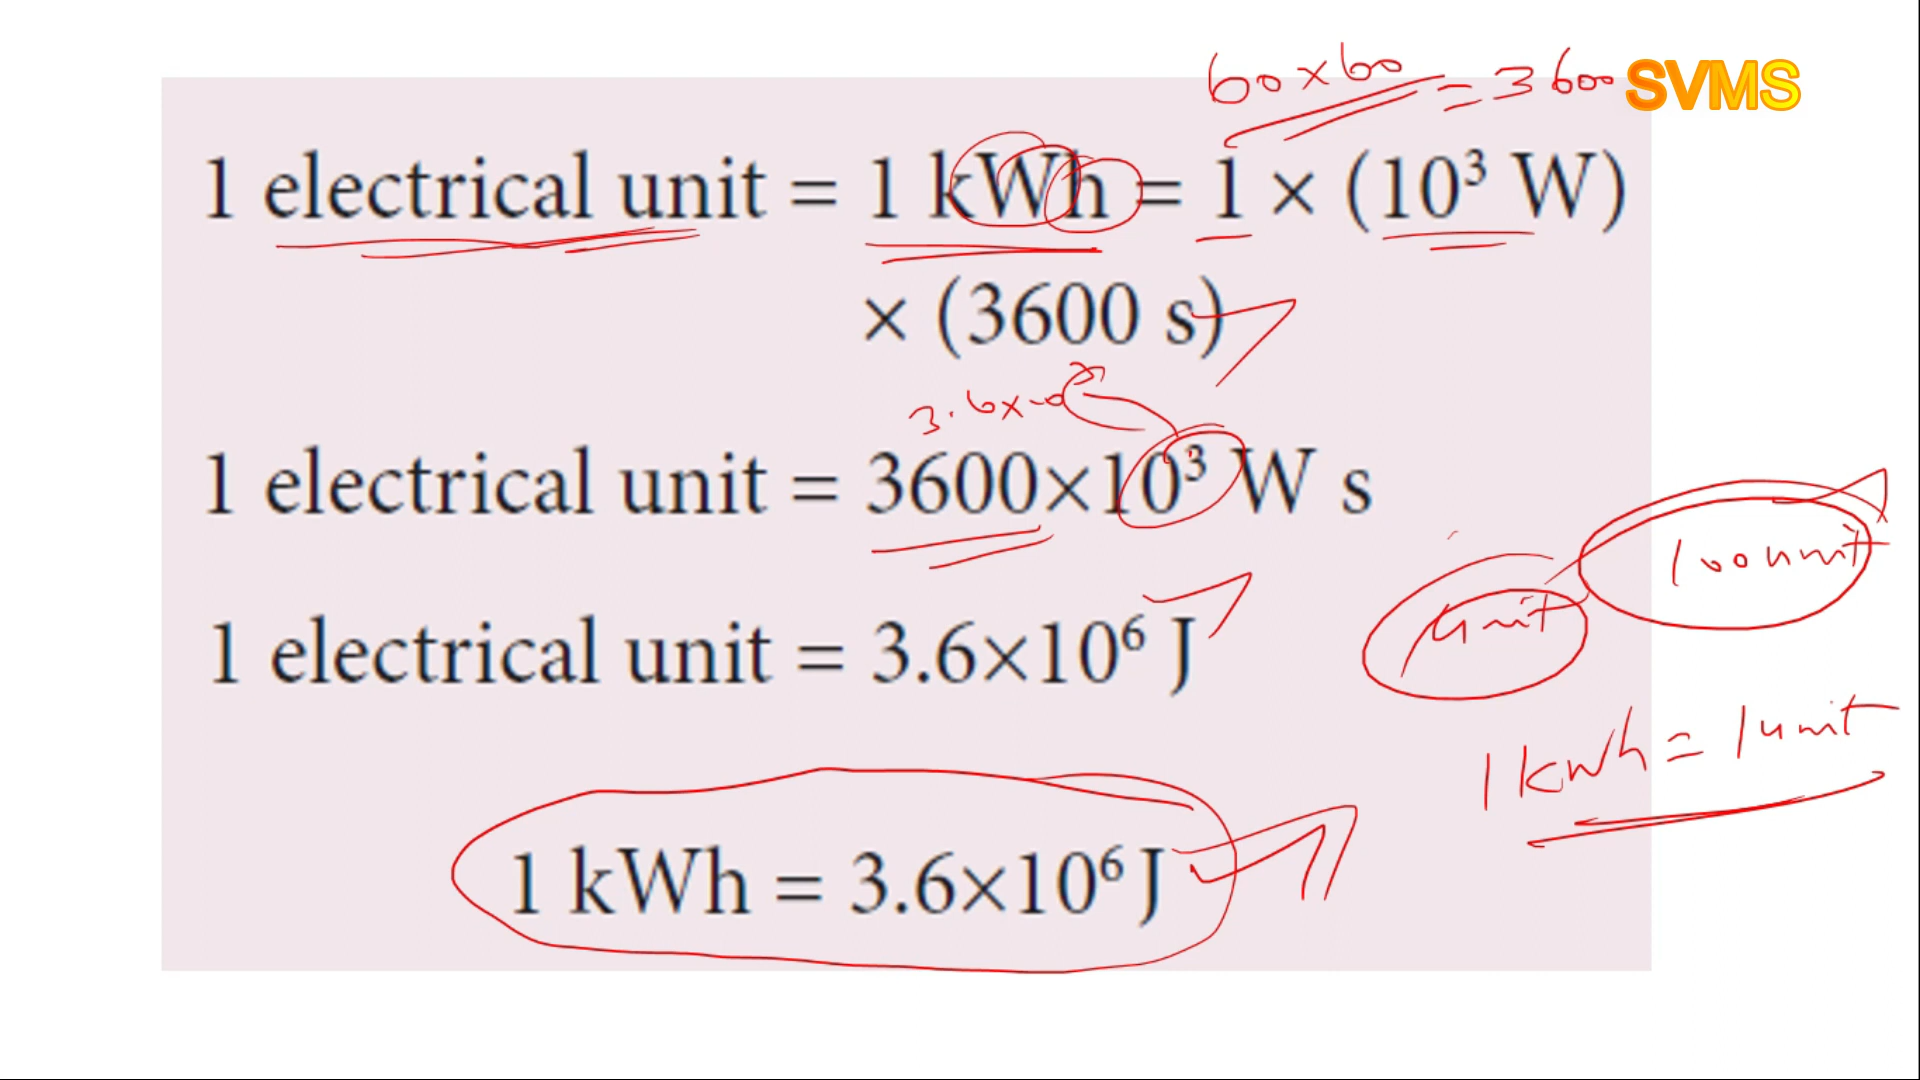 60 × 60 = 3600
SVMS
1 electrical unit = 1 kWh = 1 × (10³ W)
× (3600 s)
3.6×
1 electrical unit = 3600×10³ W s
100 unit
unit
1 electrical unit = 3.6×10⁶ J
1 kwh = 1 unit
1 kWh = 3.6×10⁶ J